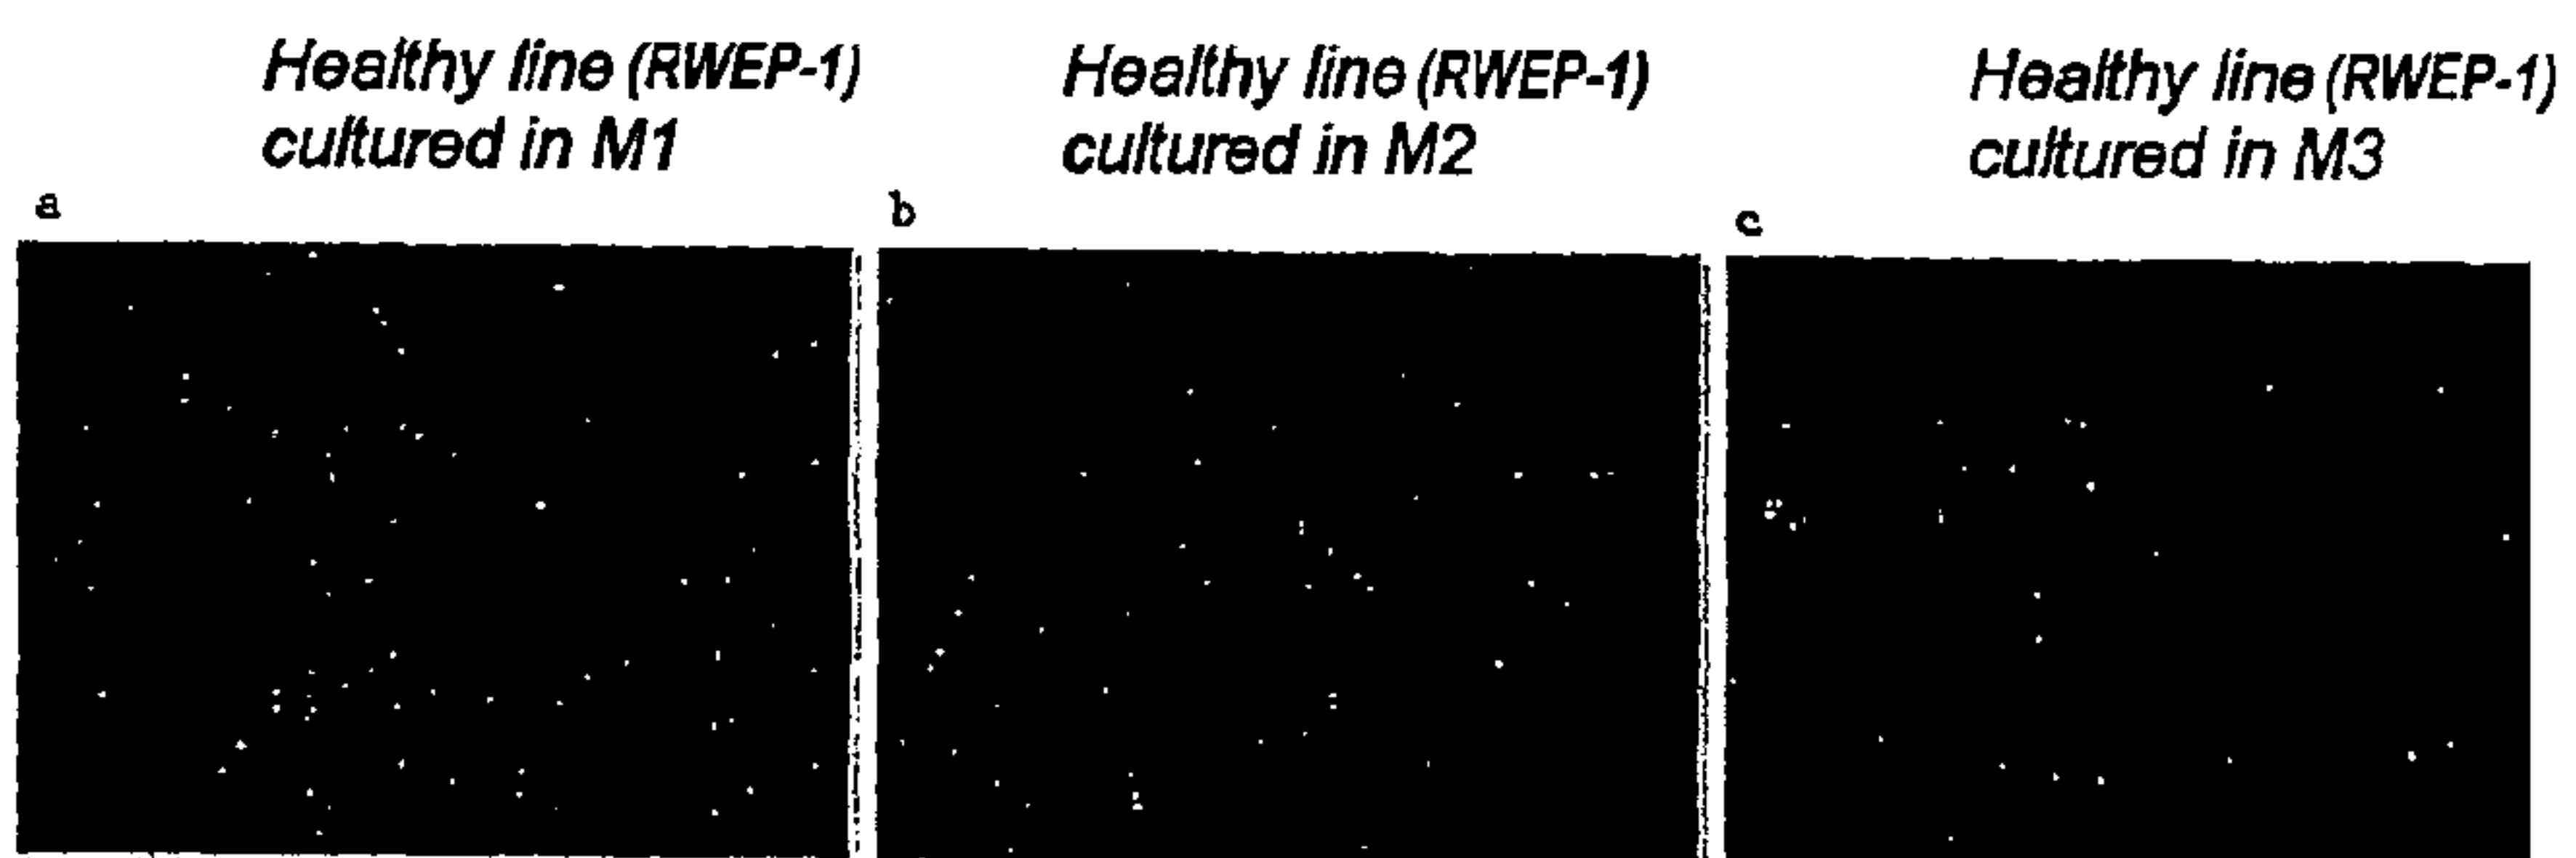 Healthy line (RWEP-1)
cultured in M1
Healthy line (RWEP-1)
cultured in M2
Healthy line (RWEP-1)
cultured in M3
a
b
c